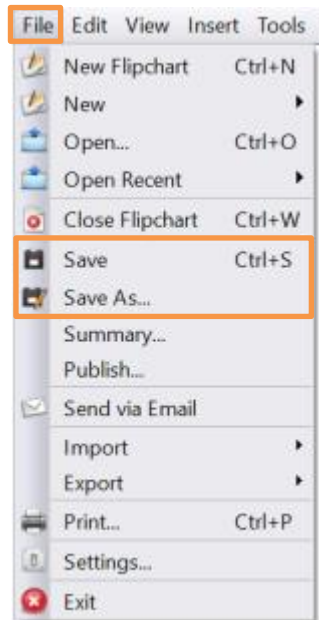 File Edit View Insert Tools
New Flipchart Ctrl+N
New
Open... Ctrl+O
Open Recent
Close Flipchart Ctrl+W
Save Ctrl+S
Save As...
Summary...
Publish...
Send via Email
Import
Export
Print... Ctrl+P
Settings...
Exit